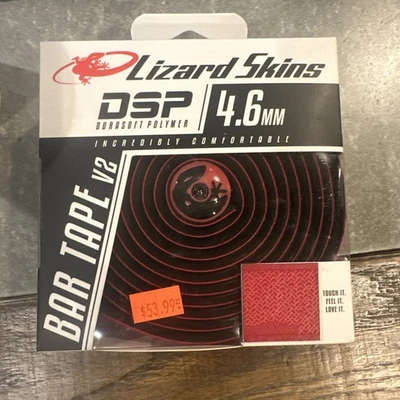 Lizard Skins
DSP
DURASOFT POLYMER
4.6MM
INCREDIBLY COMFORTABLE
BAR TAPE V2
$53.99
TOUCH IT.
FEEL IT.
LOVE IT.